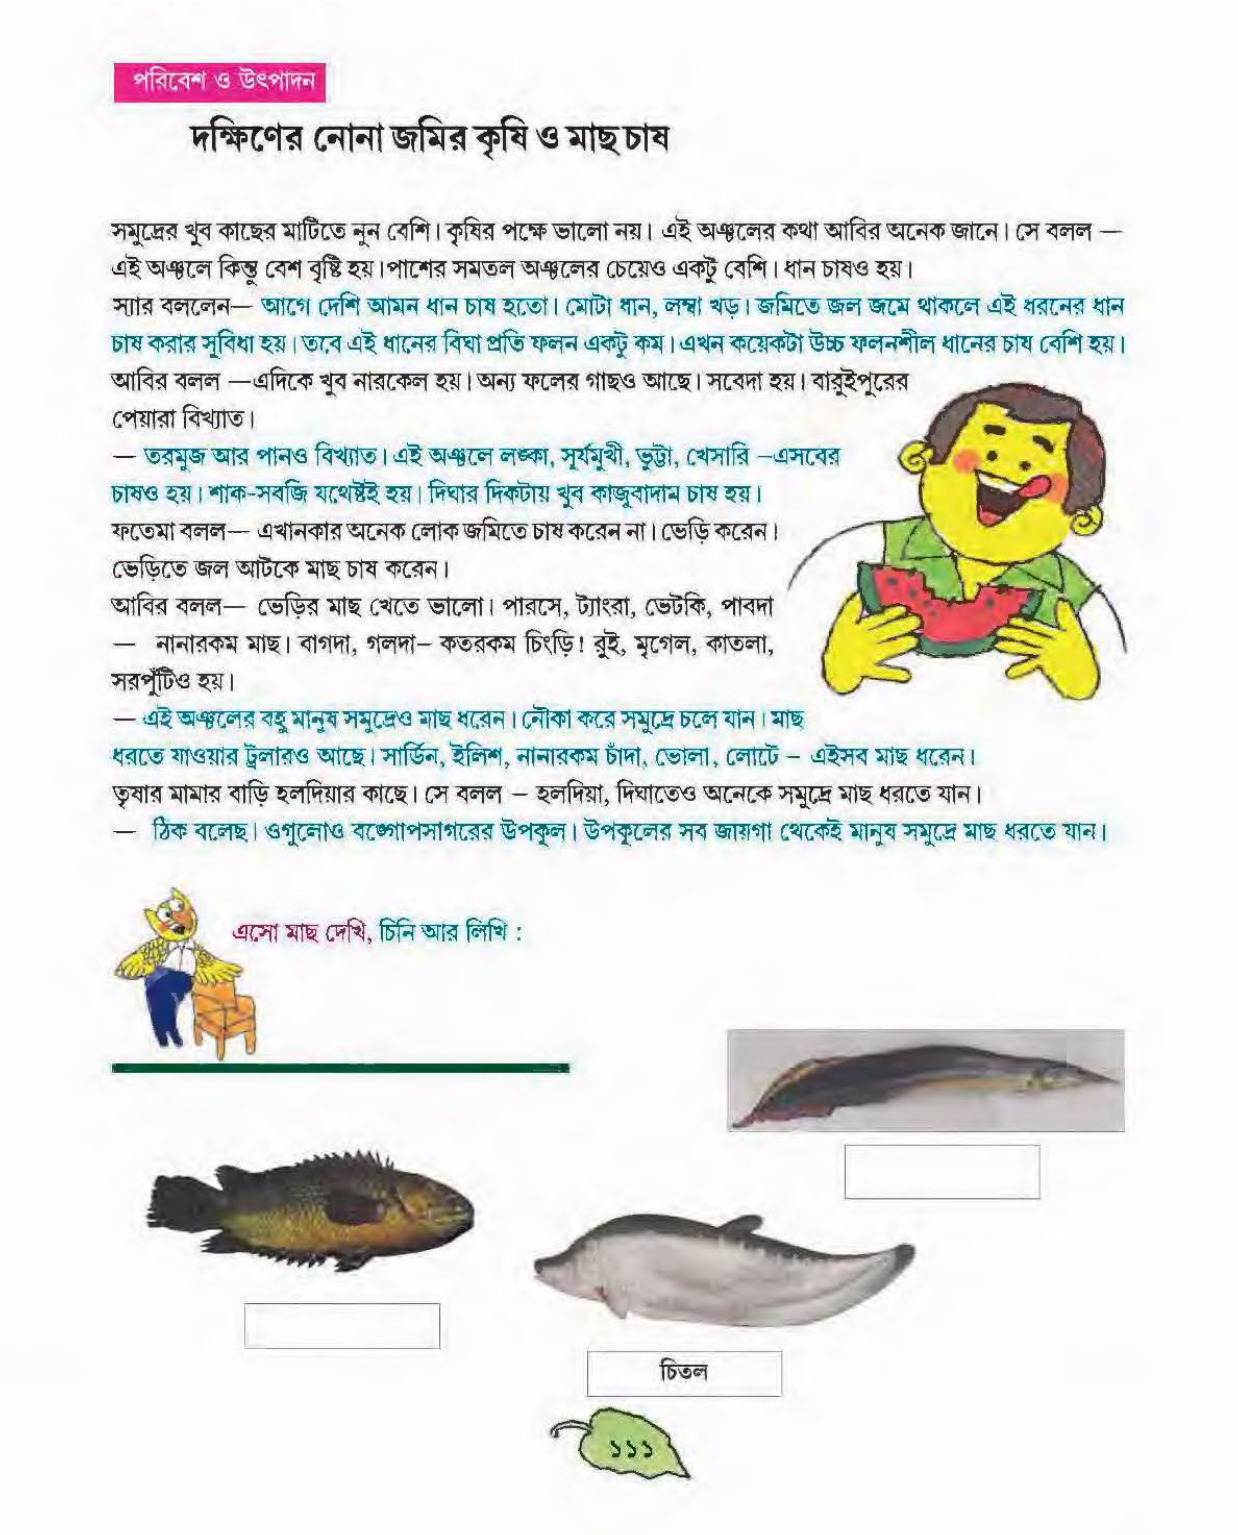 পরিবেশ ও উৎপাদন
দক্ষিণের নোনা জমির কৃষি ও মাছ চাষ
সমুদ্রের খুব কাছের মাটিতে নুন বেশি। কৃষির পক্ষে ভালো নয়। এই অঞ্চলের কথা আবির অনেক জানে। সে বলল —
এই অঞ্চলে কিন্তু বেশ বৃষ্টি হয়। পাশের সমতল অঞ্চলের চেয়েও একটু বেশি। ধান চাষও হয়।
স্যার বললেন— আগে দেশি আমন ধান চাষ হতো। মোটা ধান, লম্বা খড়। জমিতে জল জমে থাকলে এই ধরনের ধান
চাষ করার সুবিধা হয়। তবে এই ধানের বিঘা প্রতি ফলন একটু কম। এখন কয়েকটা উচ্চ ফলনশীল ধানের চাষ বেশি হয়।
আবির বলল —এদিকে খুব নারকেল হয়। অন্য ফলের গাছও আছে। সবেদা হয়। বারুইপুরের
পেয়ারা বিখ্যাত।
— তরমুজ আর পানও বিখ্যাত। এই অঞ্চলে লঙ্কা, সূর্যমুখী, ভুট্টা, খেসারি –এসবের
চাষও হয়। শাক-সবজি যথেষ্টই হয়। দিঘার দিকটায় খুব কাজুবাদাম চাষ হয়।
ফতেমা বলল— এখানকার অনেক লোক জমিতে চাষ করেন না। ভেড়ি করেন।
ভেড়িতে জল আটকে মাছ চাষ করেন।
আবির বলল— ভেড়ির মাছ খেতে ভালো। পারসে, ট্যাংরা, ভেটকি, পাবদা
— নানারকম মাছ। বাগদা, গলদা– কতরকম চিংড়ি! রুই, মৃগেল, কাতলা,
সরপুঁটিও হয়।
— এই অঞ্চলের বহু মানুষ সমুদ্রেও মাছ ধরেন। নৌকা করে সমুদ্রে চলে যান। মাছ
ধরতে যাওয়ার ট্রলারও আছে। সার্ডিন, ইলিশ, নানারকম চাঁদা, ভোলা, লোটে – এইসব মাছ ধরেন।
তৃষার মামার বাড়ি হলদিয়ার কাছে। সে বলল – হলদিয়া, দিঘাতেও অনেকে সমুদ্রে মাছ ধরতে যান।
— ঠিক বলেছ। ওগুলোও বঙ্গোপসাগরের উপকূল। উপকূলের সব জায়গা থেকেই মানুষ সমুদ্রে মাছ ধরতে যান।
এসো মাছ দেখি, চিনি আর লিখি :
চিতল
১১১